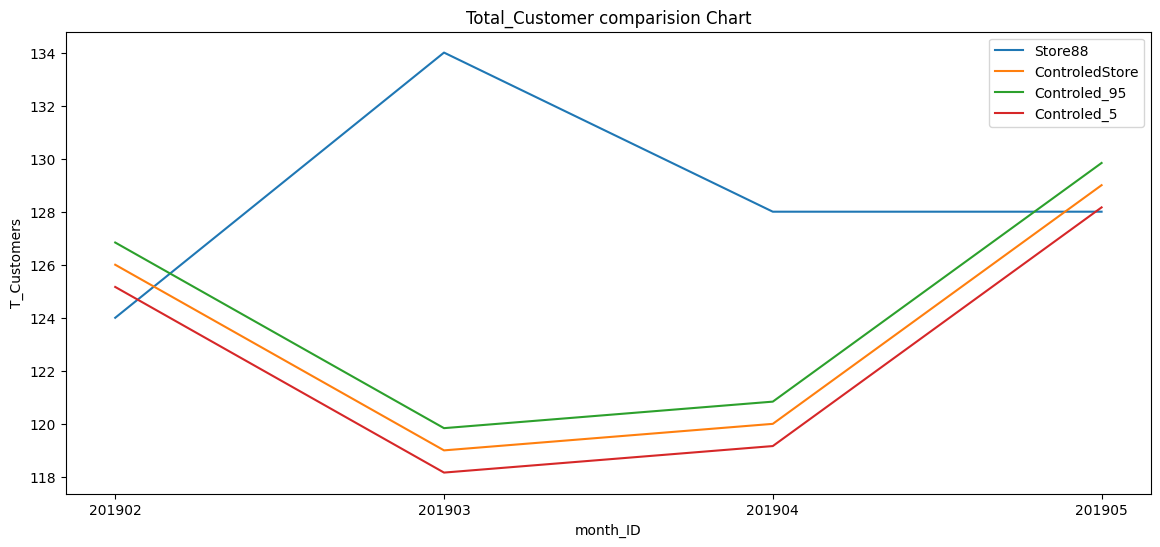 Total_Customer comparision Chart
Store88
ControledStore
Controled_95
Controled_5
T_Customers
134
132
130
128
126
124
122
120
118
201902 201903 201904 201905
month_ID